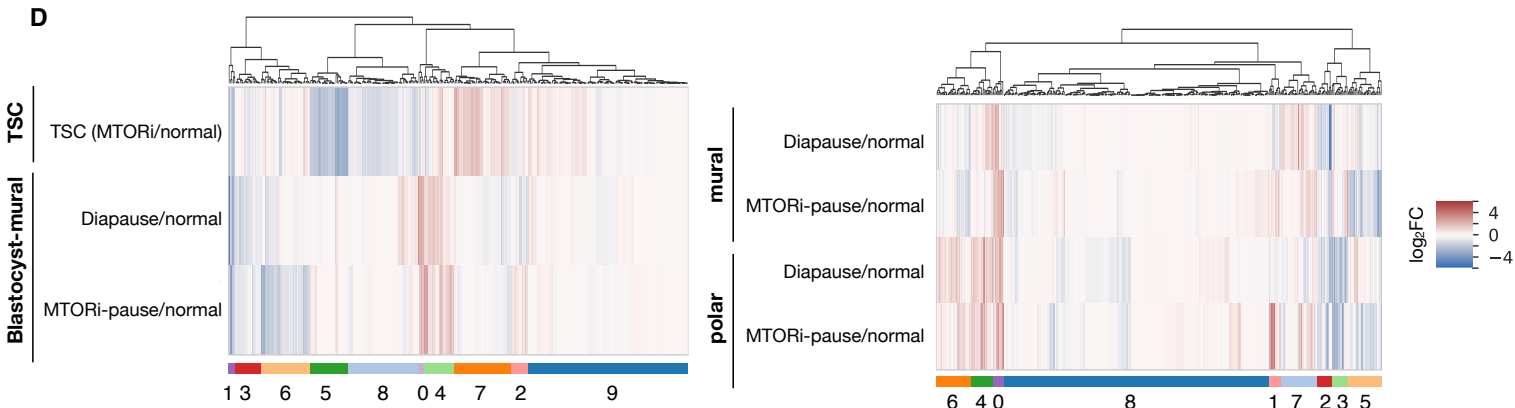 D
TSC
TSC (MTORi/normal)
Blastocyst-mural
Diapause/normal
MTORi-pause/normal
1 3 6 5 8 0 4 7 2 9
mural
Diapause/normal
MTORi-pause/normal
polar
Diapause/normal
MTORi-pause/normal
6 4 0 8 1 7 2 3 5
log₂FC
4
0
−4